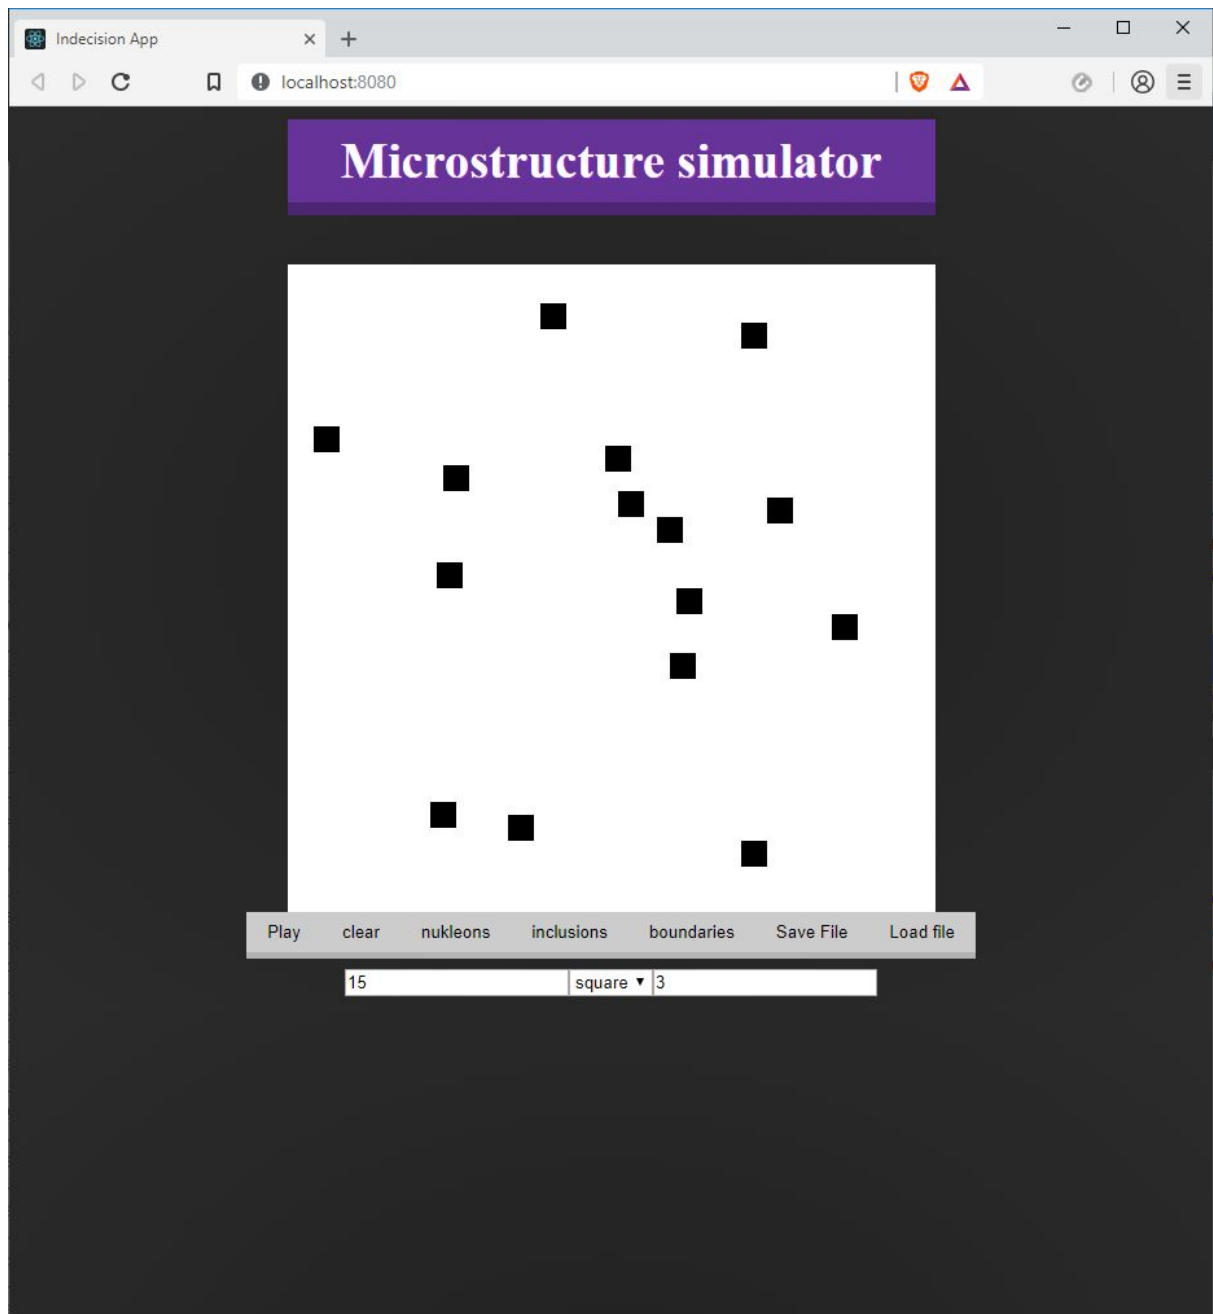 Indecision App
localhost:8080
Microstructure simulator
Play clear nukleons inclusions boundaries Save File Load file
15 square 3